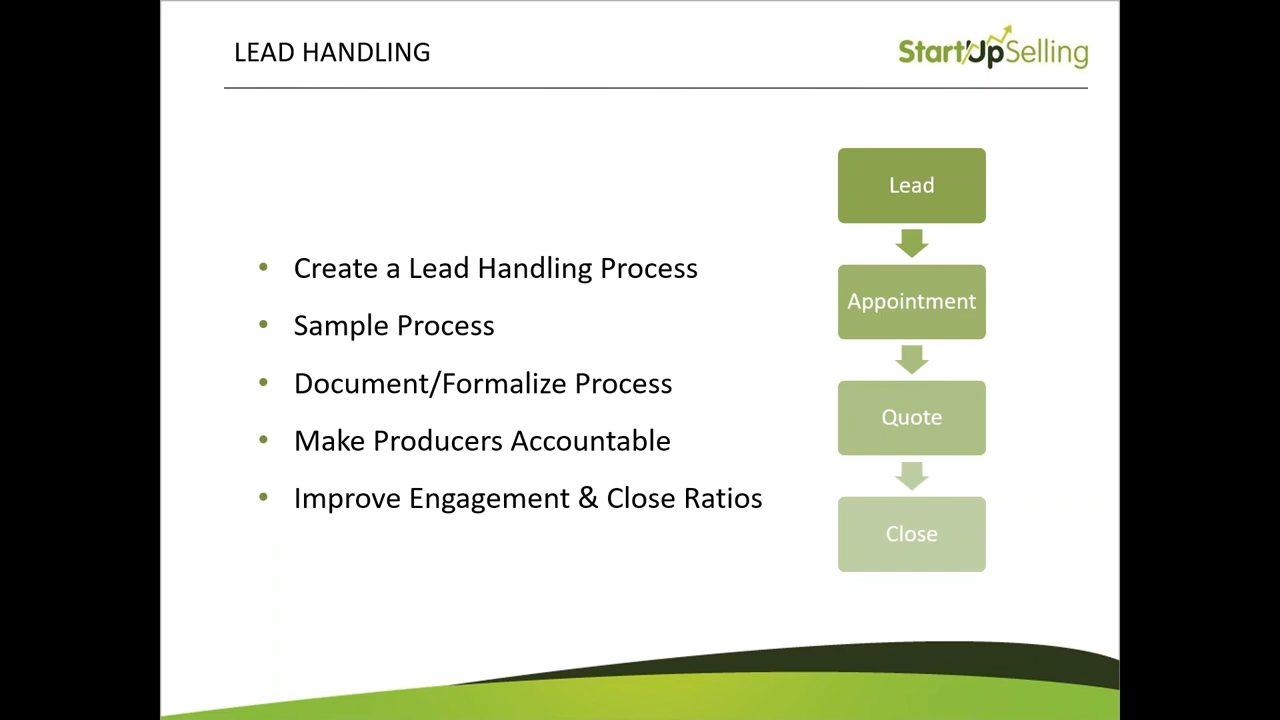 LEAD HANDLING
StartUpSelling
Create a Lead Handling Process
Sample Process
Document/Formalize Process
Make Producers Accountable
Improve Engagement & Close Ratios
Lead
Appointment
Quote
Close